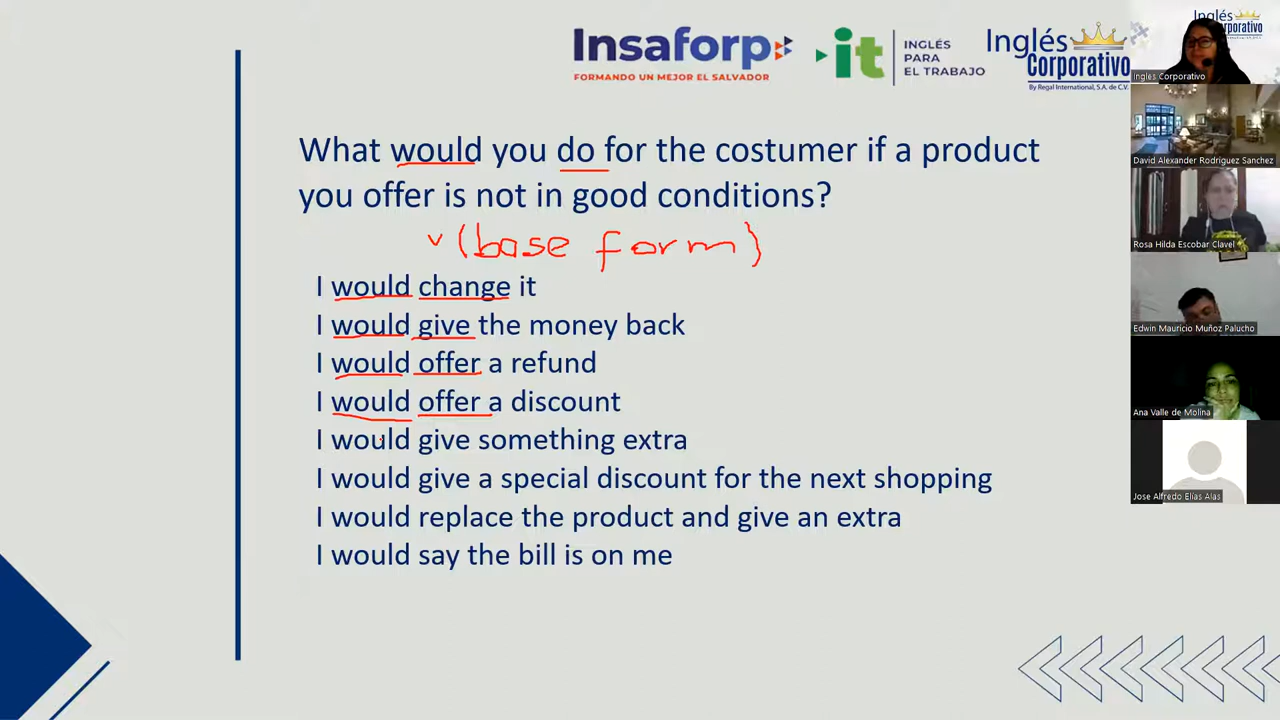 Insaforp
FORMANDO UN MEJOR EL SALVADOR
it
INGLÉS
PARA
EL TRABAJO
Inglés
Corporativo
By Regal International, S.A. de C.V.
What would you do for the costumer if a product
you offer is not in good conditions?
v (base form)
I would change it
I would give the money back
I would offer a refund
I would offer a discount
I would give something extra
I would give a special discount for the next shopping
I would replace the product and give an extra
I would say the bill is on me
Inglés
Inglés Corporativo
David Alexander Rodriguez Sanchez
Rosa Hilda Escobar Clavel
Edwin Mauricio Muñoz Palucho
Ana Valle de Molina
Jose Alfredo Elias Alas